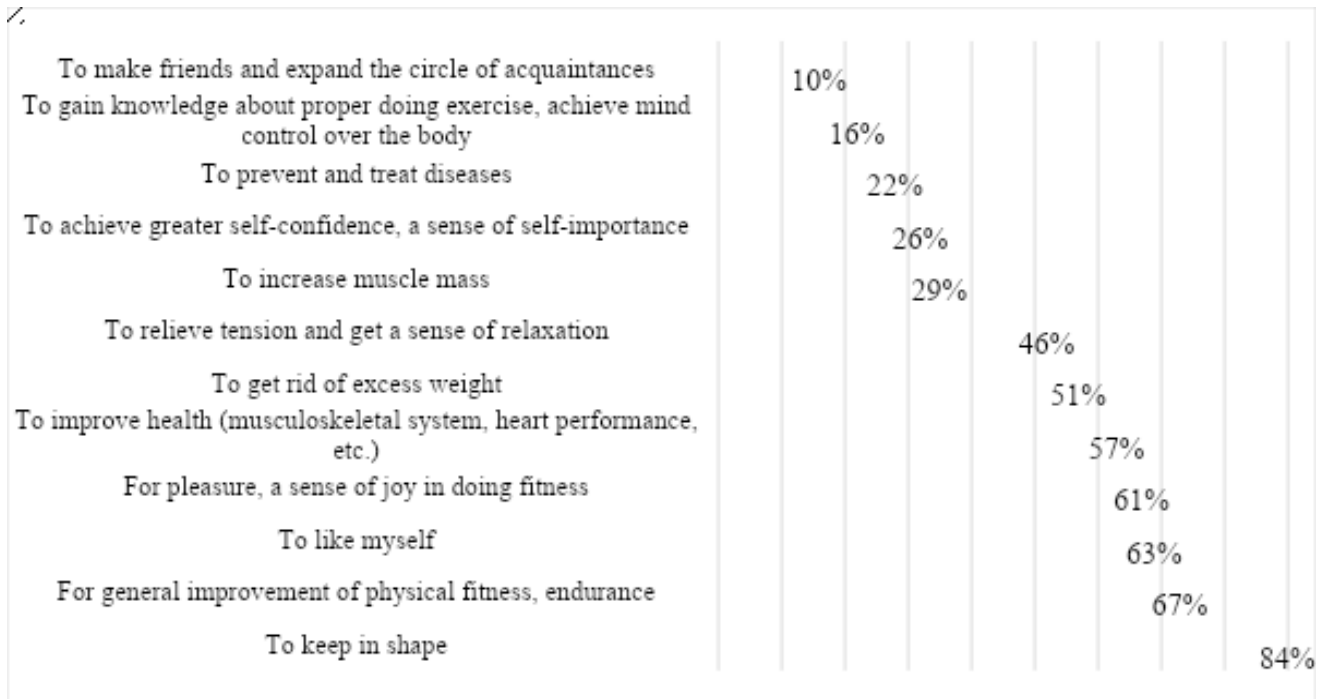 To make friends and expand the circle of acquaintances
10%
To gain knowledge about proper doing exercise, achieve mind
control over the body
16%
To prevent and treat diseases
22%
To achieve greater self-confidence, a sense of self-importance
26%
To increase muscle mass
29%
To relieve tension and get a sense of relaxation
46%
To get rid of excess weight
51%
To improve health (musculoskeletal system, heart performance,
etc.)
57%
For pleasure, a sense of joy in doing fitness
61%
To like myself
63%
For general improvement of physical fitness, endurance
67%
To keep in shape
84%